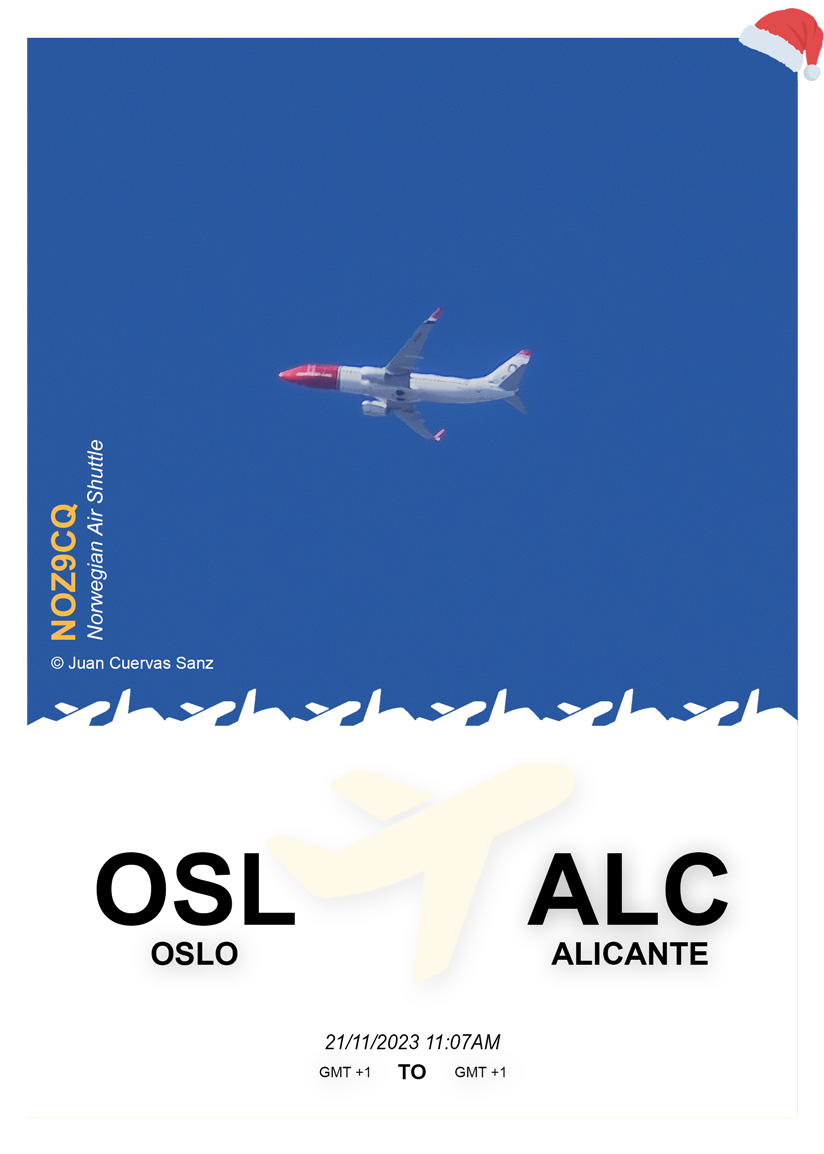 NOZ9CQ
Norwegian Air Shuttle
© Juan Cuervas Sanz
OSL
OSLO
ALC
ALICANTE
21/11/2023 11:07AM
GMT +1 TO GMT +1